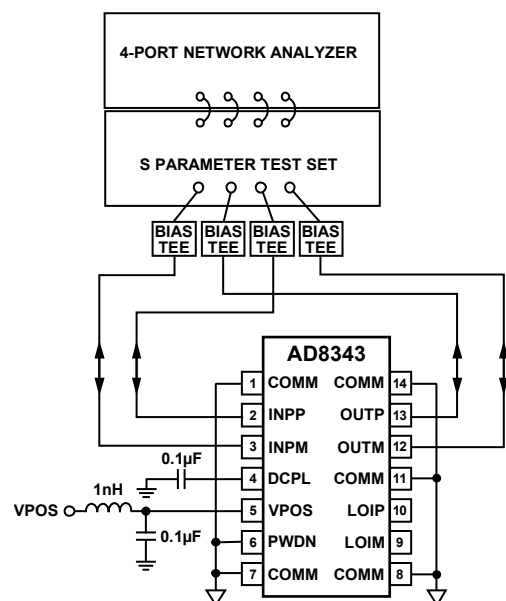 4-PORT NETWORK ANALYZER
S PARAMETER TEST SET
BIAS TEE
BIAS TEE
BIAS TEE
BIAS TEE
AD8343
1 COMM COMM 14
2 INPP OUTP 13
3 INPM OUTM 12
0.1µF 4 DCPL COMM 11
1nH
VPOS 5 VPOS LOIP 10
0.1µF 6 PWDN LOIM 9
7 COMM COMM 8